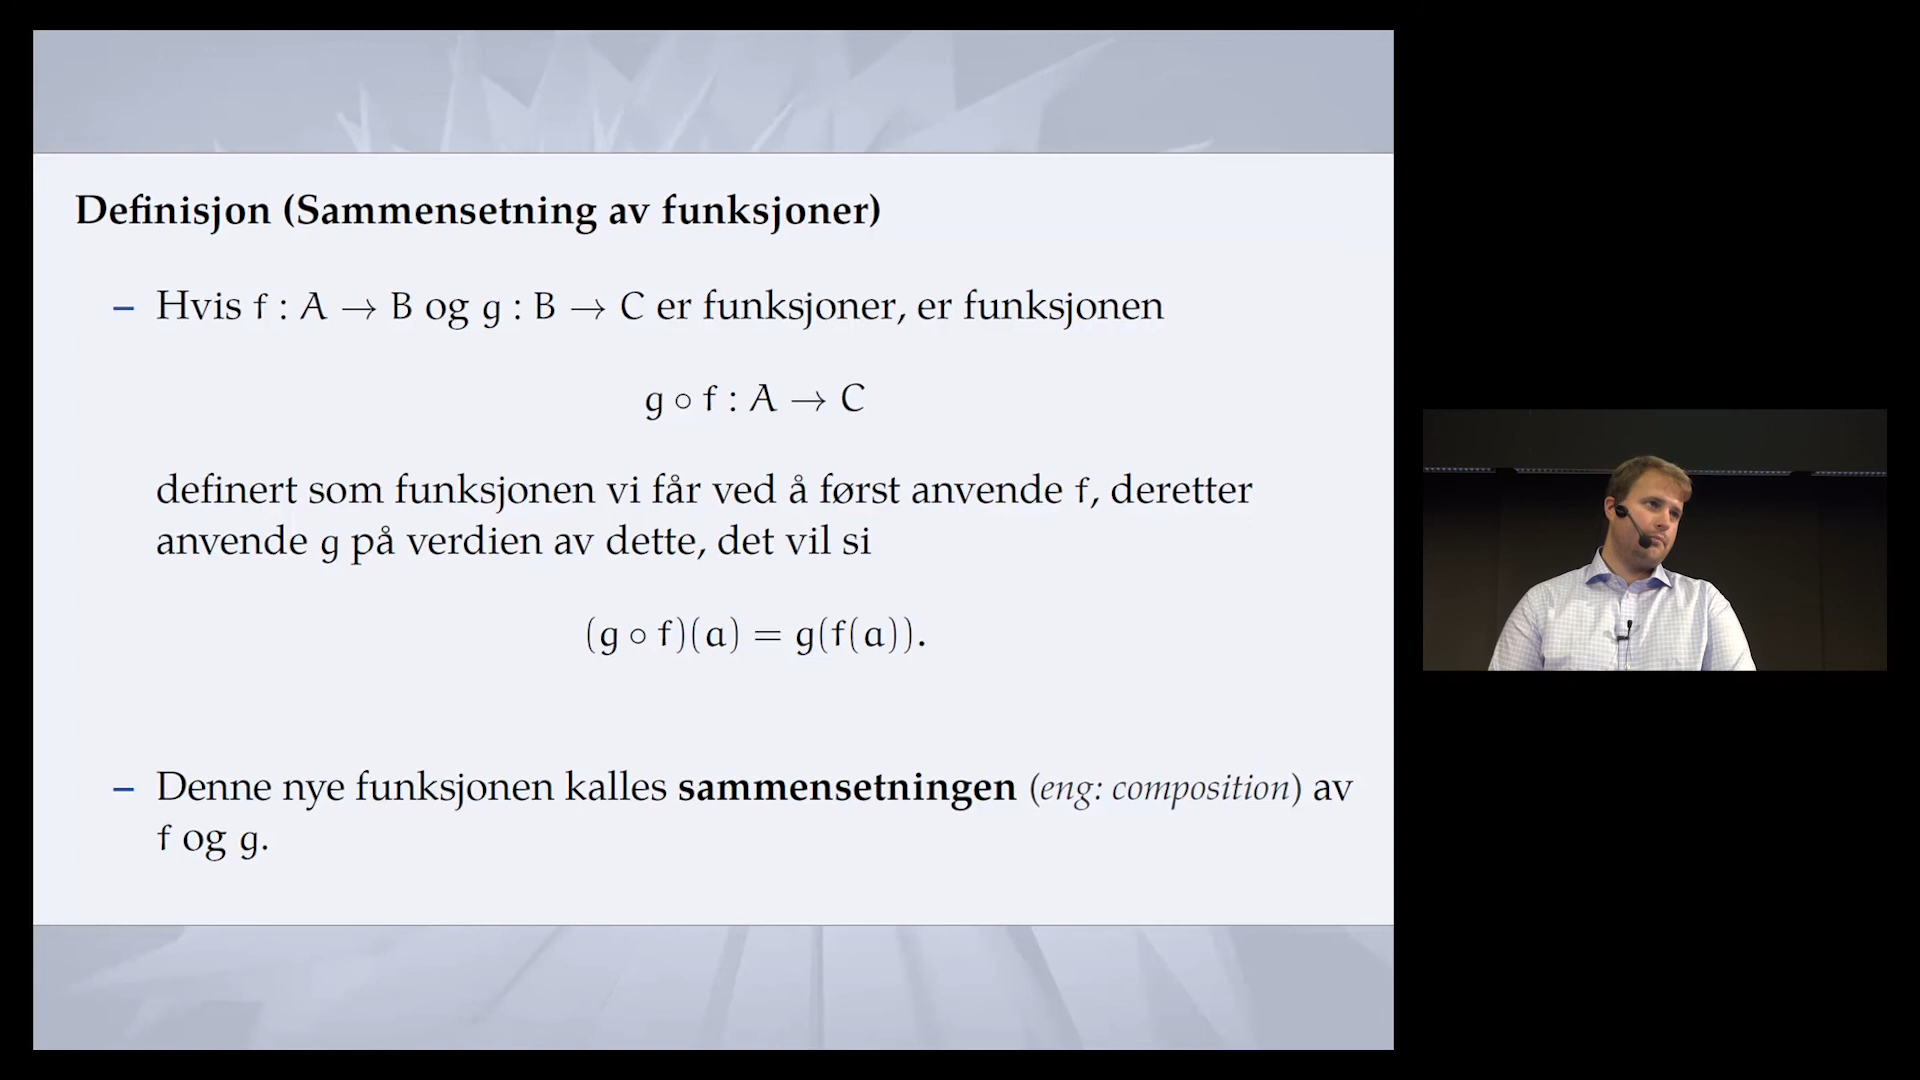 Definisjon (Sammensetning av funksjoner)
– Hvis f : A → B og g : B → C er funksjoner, er funksjonen
g ∘ f : A → C
definert som funksjonen vi får ved å først anvende f, deretter
anvende g på verdien av dette, det vil si
(g ∘ f)(a) = g(f(a)).
– Denne nye funksjonen kalles sammensetningen (eng: composition) av
f og g.